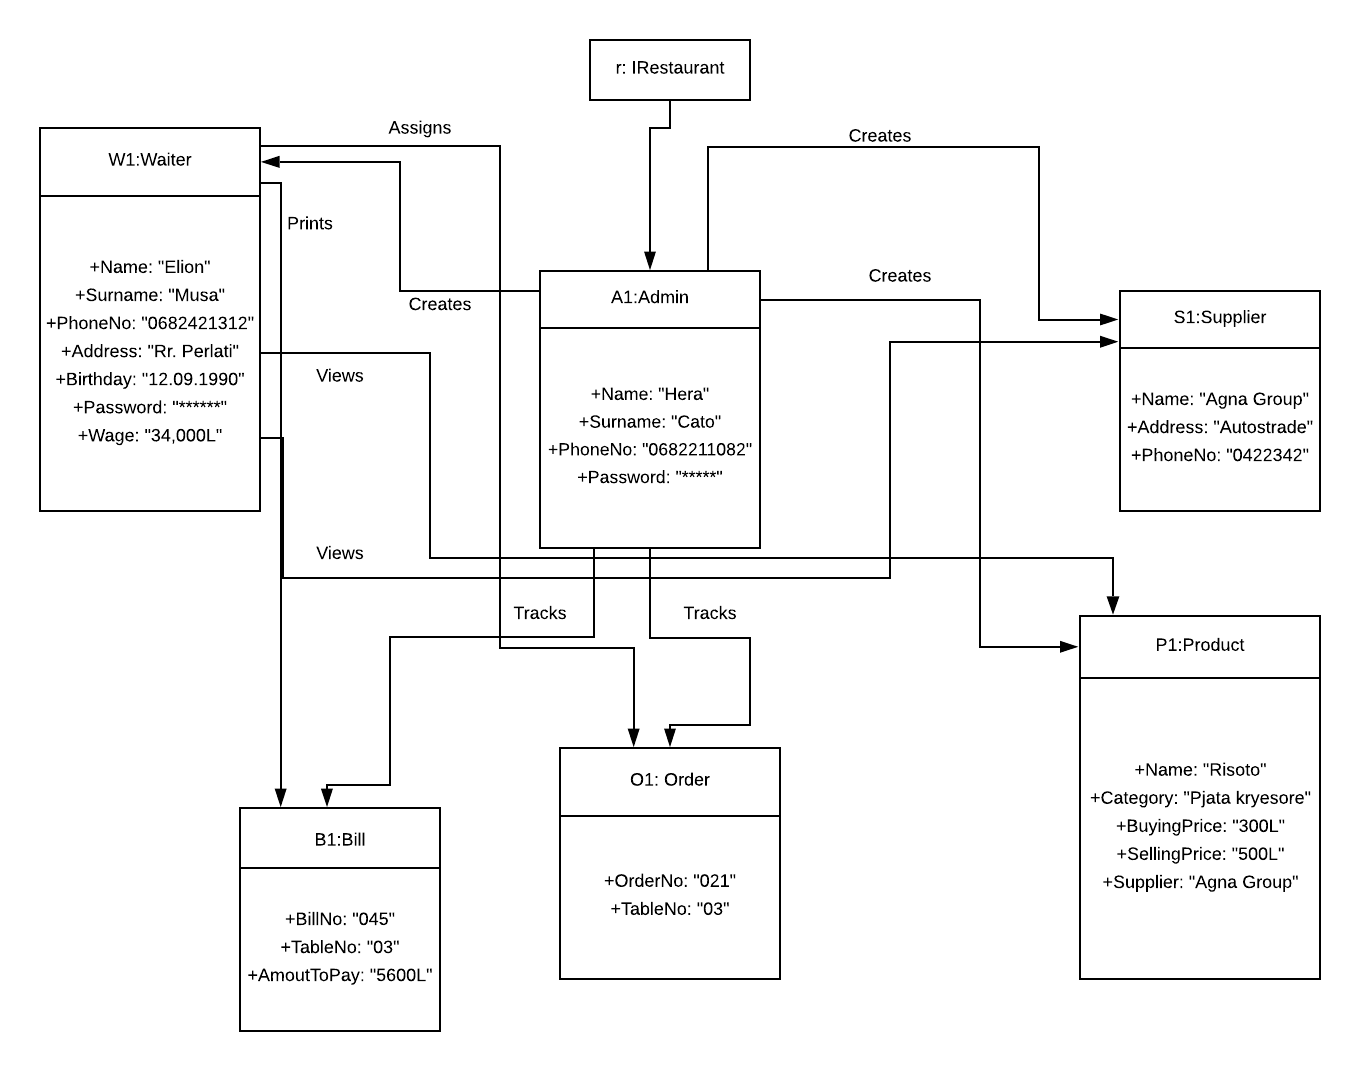 r: IRestaurant
Assigns
Creates
W1:Waiter
Prints
+Name: "Elion"
+Surname: "Musa"
+PhoneNo: "0682421312"
+Address: "Rr. Perlati"
+Birthday: "12.09.1990"
+Password: "******"
+Wage: "34,000L"
Creates
Views
Views
A1:Admin
+Name: "Hera"
+Surname: "Cato"
+PhoneNo: "0682211082"
+Password: "*****"
Creates
S1:Supplier
+Name: "Agna Group"
+Address: "Autostrade"
+PhoneNo: "0422342"
Tracks
Tracks
P1:Product
+Name: "Risoto"
+Category: "Pjata kryesore"
+BuyingPrice: "300L"
+SellingPrice: "500L"
+Supplier: "Agna Group"
O1: Order
+OrderNo: "021"
+TableNo: "03"
B1:Bill
+BillNo: "045"
+TableNo: "03"
+AmoutToPay: "5600L"